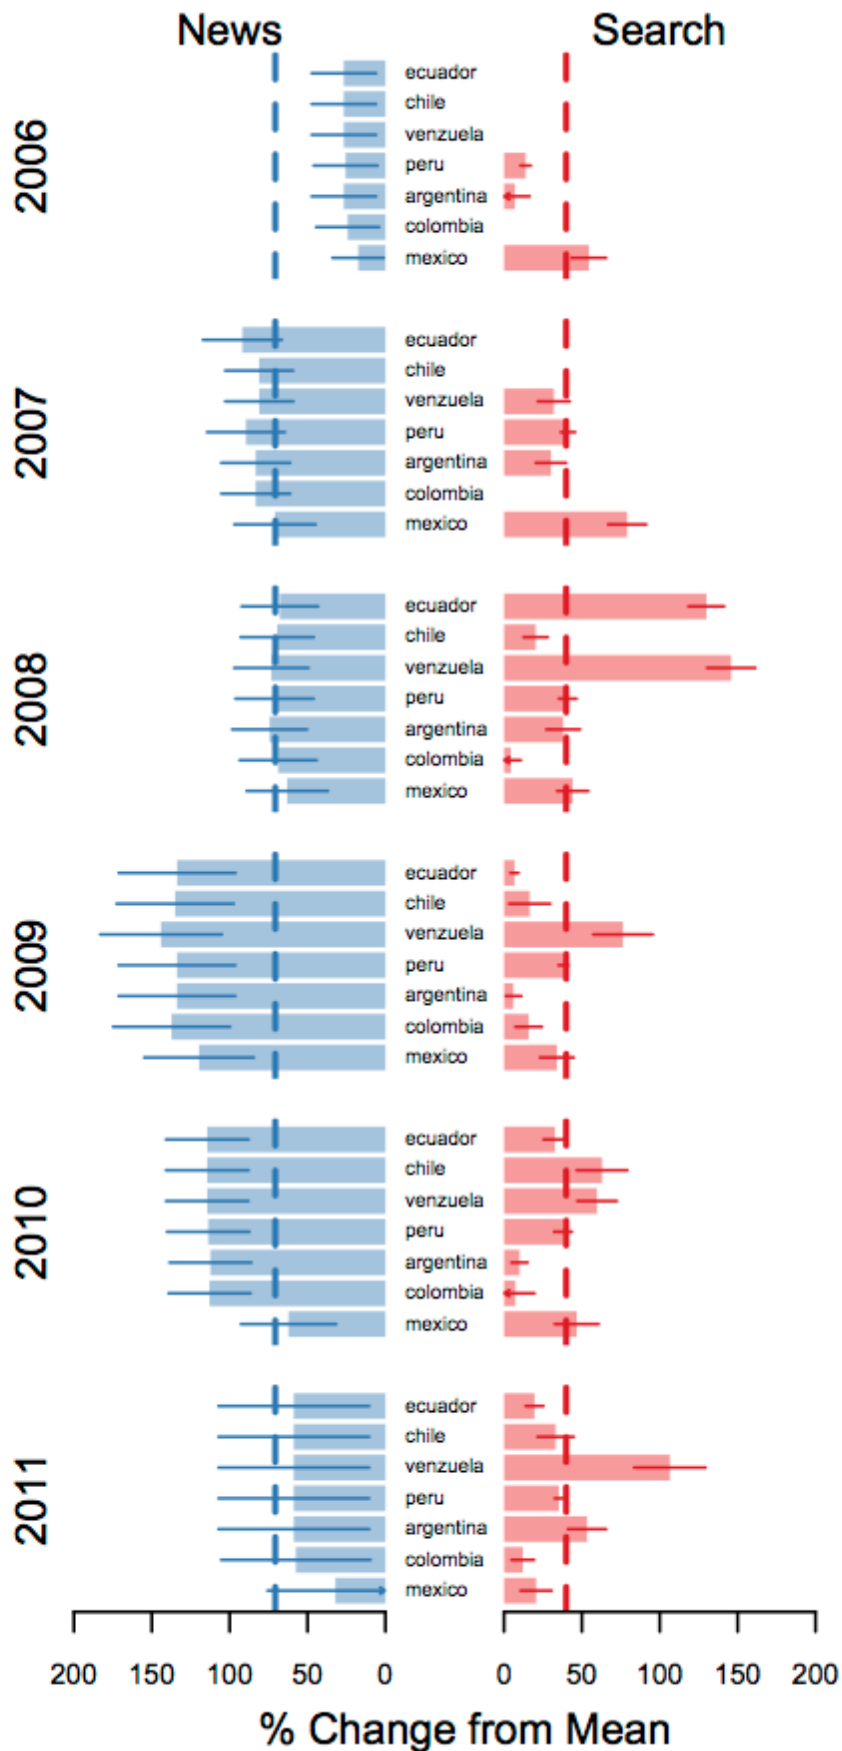 News Search
2006
ecuador
chile
venzuela
peru
argentina
colombia
mexico
2007
ecuador
chile
venzuela
peru
argentina
colombia
mexico
2008
ecuador
chile
venzuela
peru
argentina
colombia
mexico
2009
ecuador
chile
venzuela
peru
argentina
colombia
mexico
2010
ecuador
chile
venzuela
peru
argentina
colombia
mexico
2011
ecuador
chile
venzuela
peru
argentina
colombia
mexico
200 150 100 50 0 0 50 100 150 200
% Change from Mean